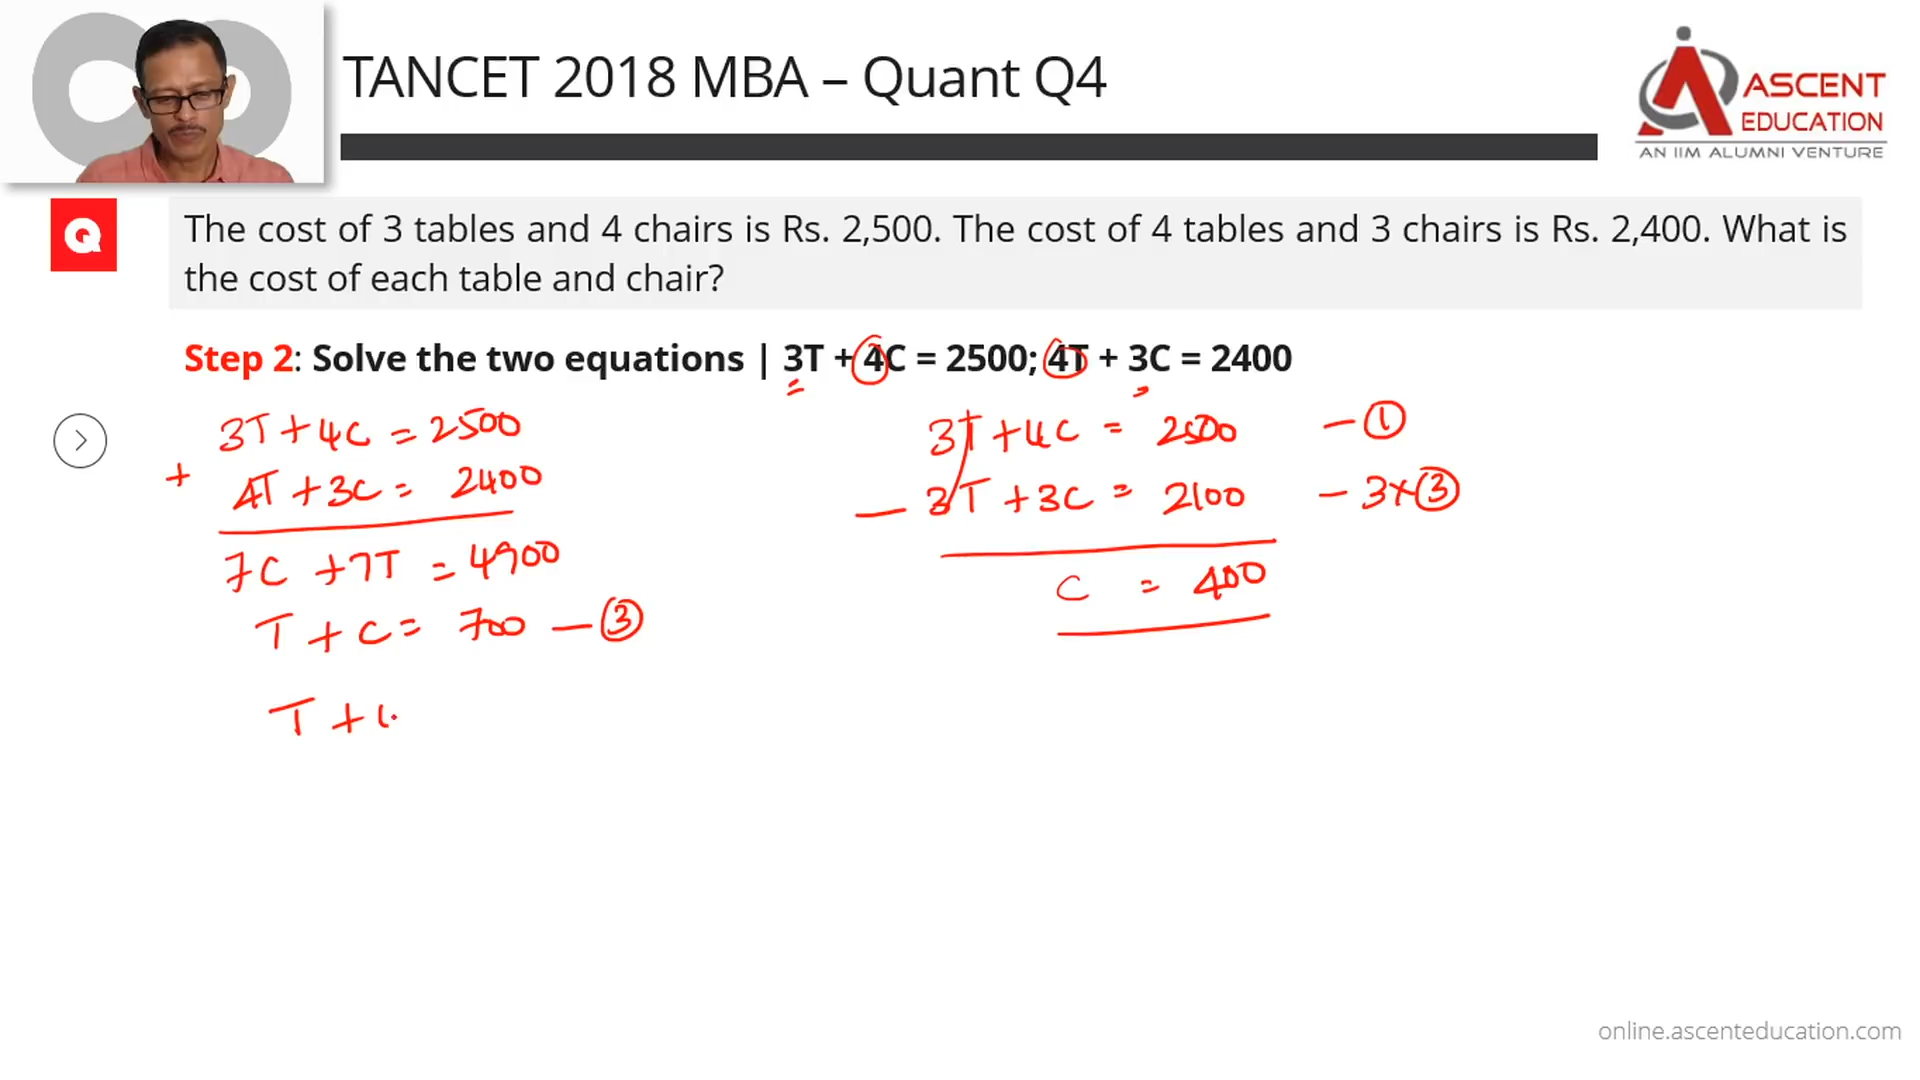 TANCET 2018 MBA – Quant Q4
ASCENT
EDUCATION
AN IIM ALUMNI VENTURE
Q
The cost of 3 tables and 4 chairs is Rs. 2,500. The cost of 4 tables and 3 chairs is Rs. 2,400. What is
the cost of each table and chair?
Step 2: Solve the two equations | 3T + 4C = 2500; 4T + 3C = 2400
3T + 4C = 2500
+ 4T + 3C = 2400
7C + 7T = 4900
T + C = 700 — ③
T +
3T + 4C = 2500 — ①
— 3T + 3C = 2100 — 3×③
C = 400
online.ascenteducation.com